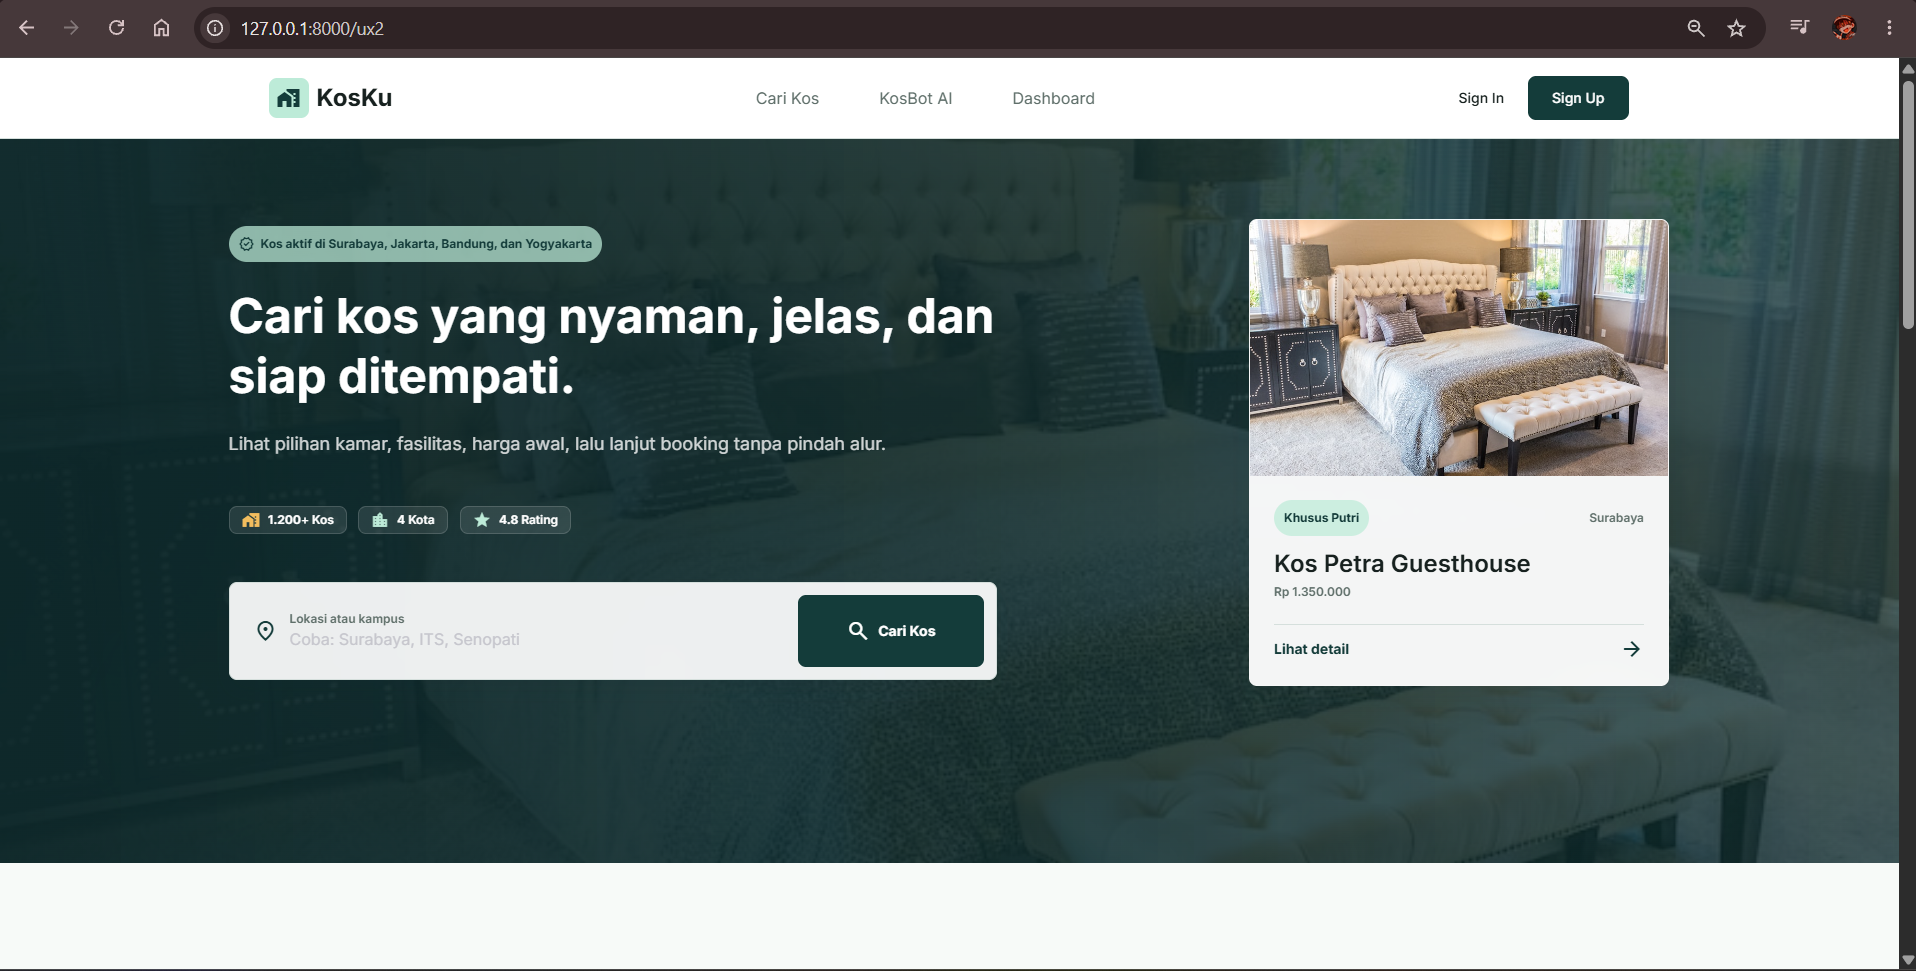 127.0.0.1:8000/ux2
KosKu
Cari Kos
KosBot AI
Dashboard
Sign In
Sign Up
Kos aktif di Surabaya, Jakarta, Bandung, dan Yogyakarta
Cari kos yang nyaman, jelas, dan
siap ditempati.
Lihat pilihan kamar, fasilitas, harga awal, lalu lanjut booking tanpa pindah alur.
1.200+ Kos
4 Kota
4.8 Rating
Lokasi atau kampus
Coba: Surabaya, ITS, Senopati
Cari Kos
Khusus Putri
Surabaya
Kos Petra Guesthouse
Rp 1.350.000
Lihat detail